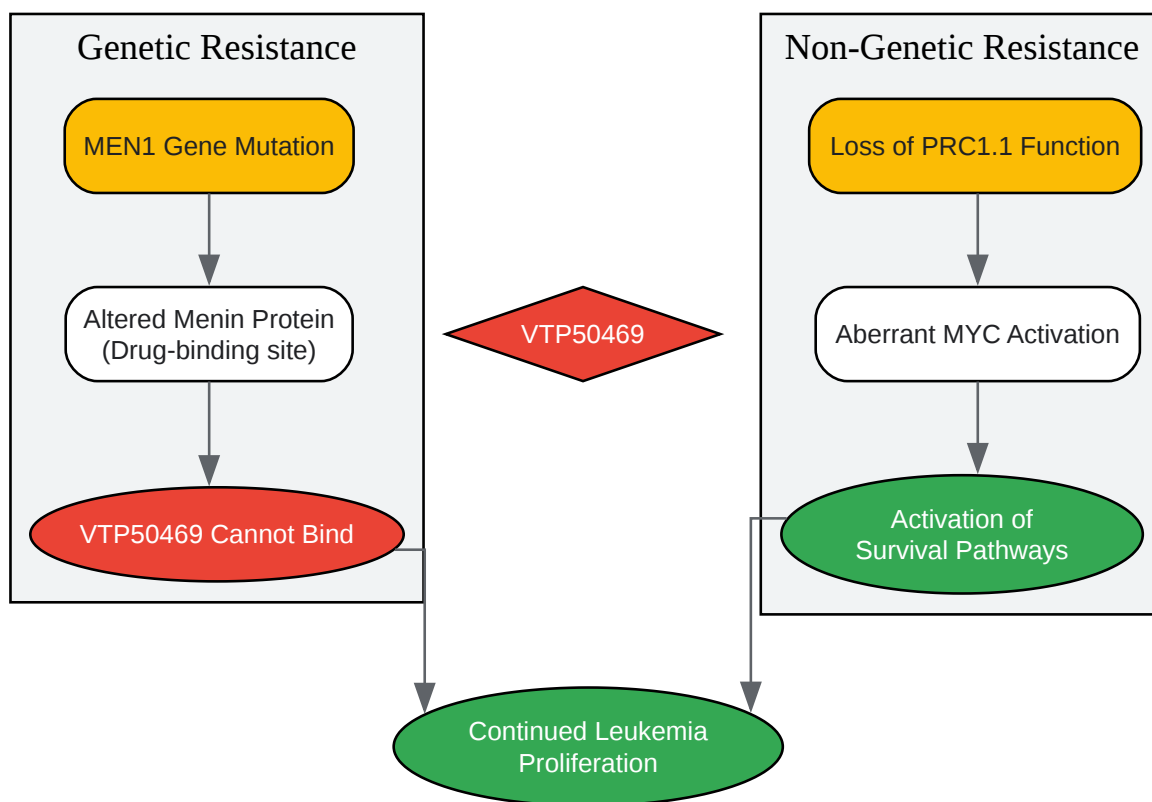 Genetic Resistance
MEN1 Gene Mutation
Altered Menin Protein
(Drug-binding site)
VTP50469 Cannot Bind
VTP50469
Non-Genetic Resistance
Loss of PRC1.1 Function
Aberrant MYC Activation
Activation of
Survival Pathways
Continued Leukemia
Proliferation